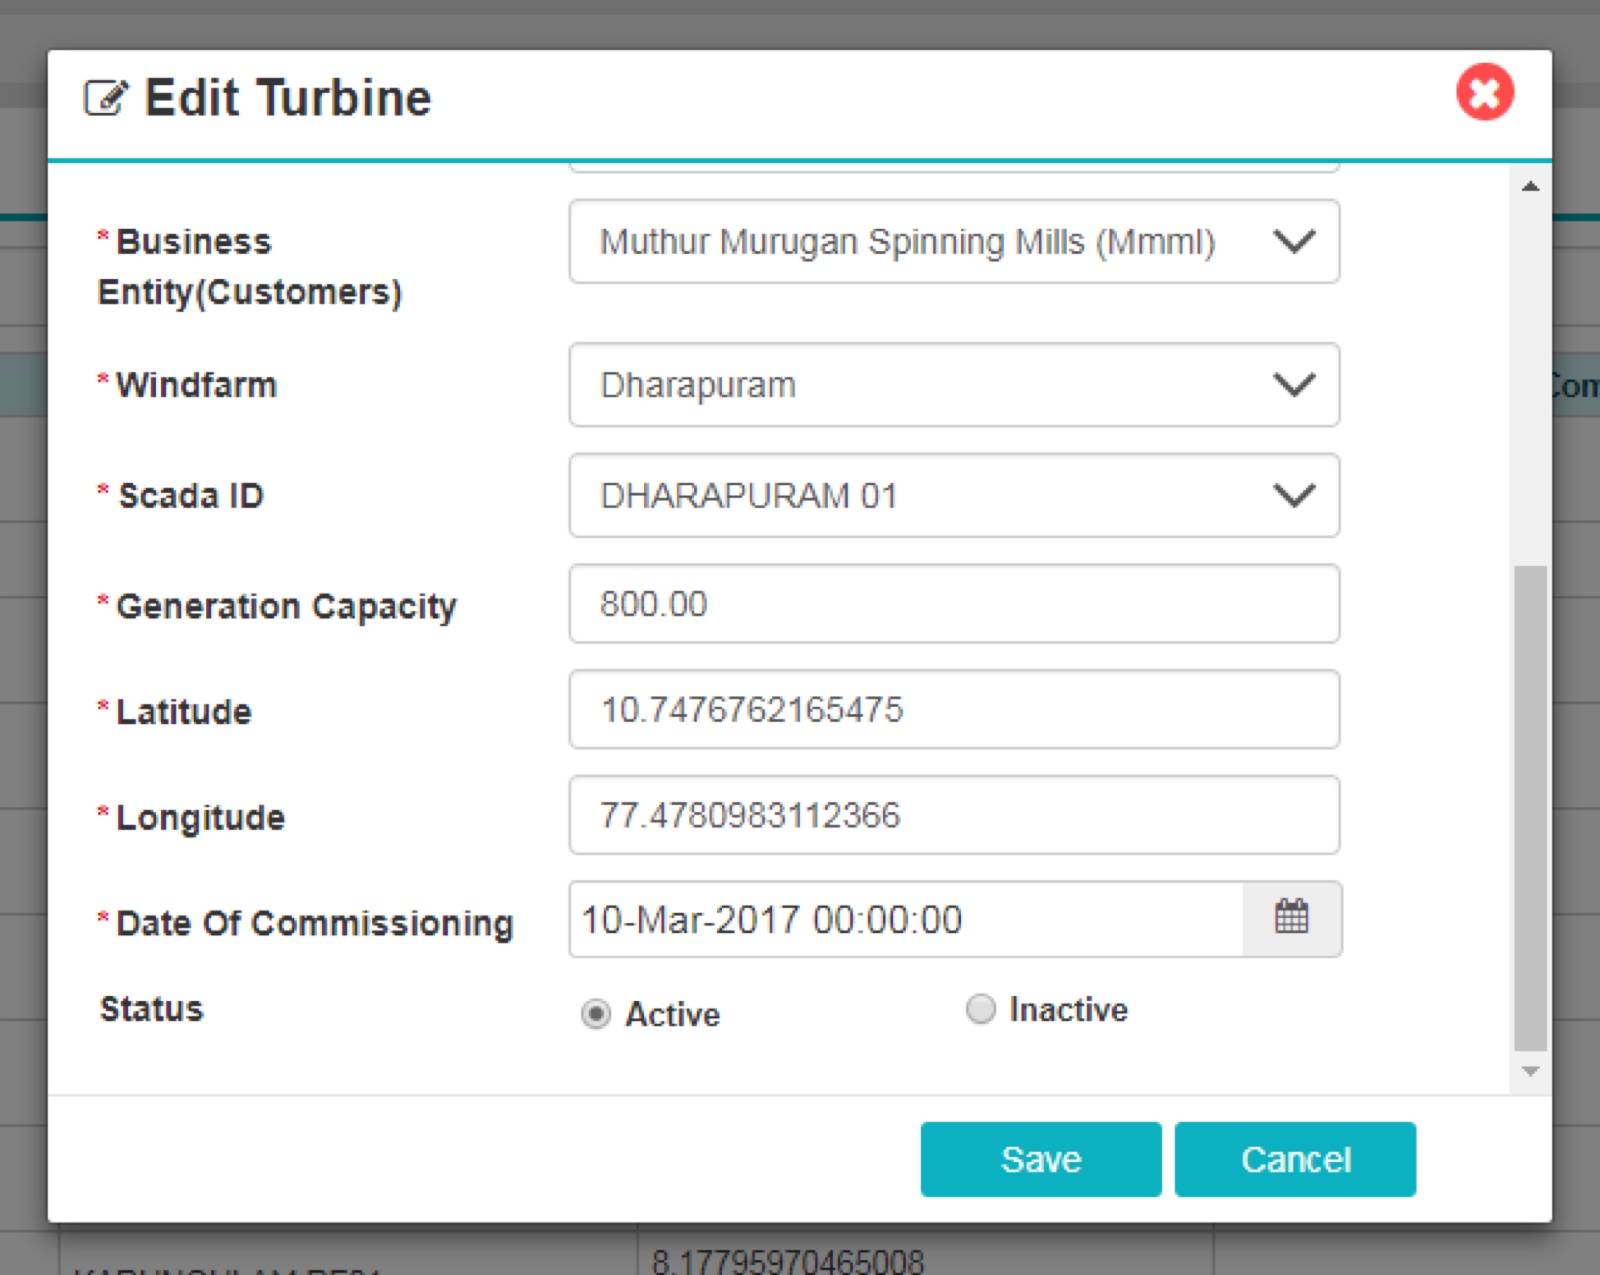 Edit Turbine
* Business
Entity(Customers)
Muthur Murugan Spinning Mills (Mmml)
* Windfarm
Dharapuram
* Scada ID
DHARAPURAM 01
* Generation Capacity
800.00
* Latitude
10.7476762165475
* Longitude
77.4780983112366
* Date Of Commissioning
10-Mar-2017 00:00:00
Status
Active
Inactive
Save
Cancel
8.17795970465008